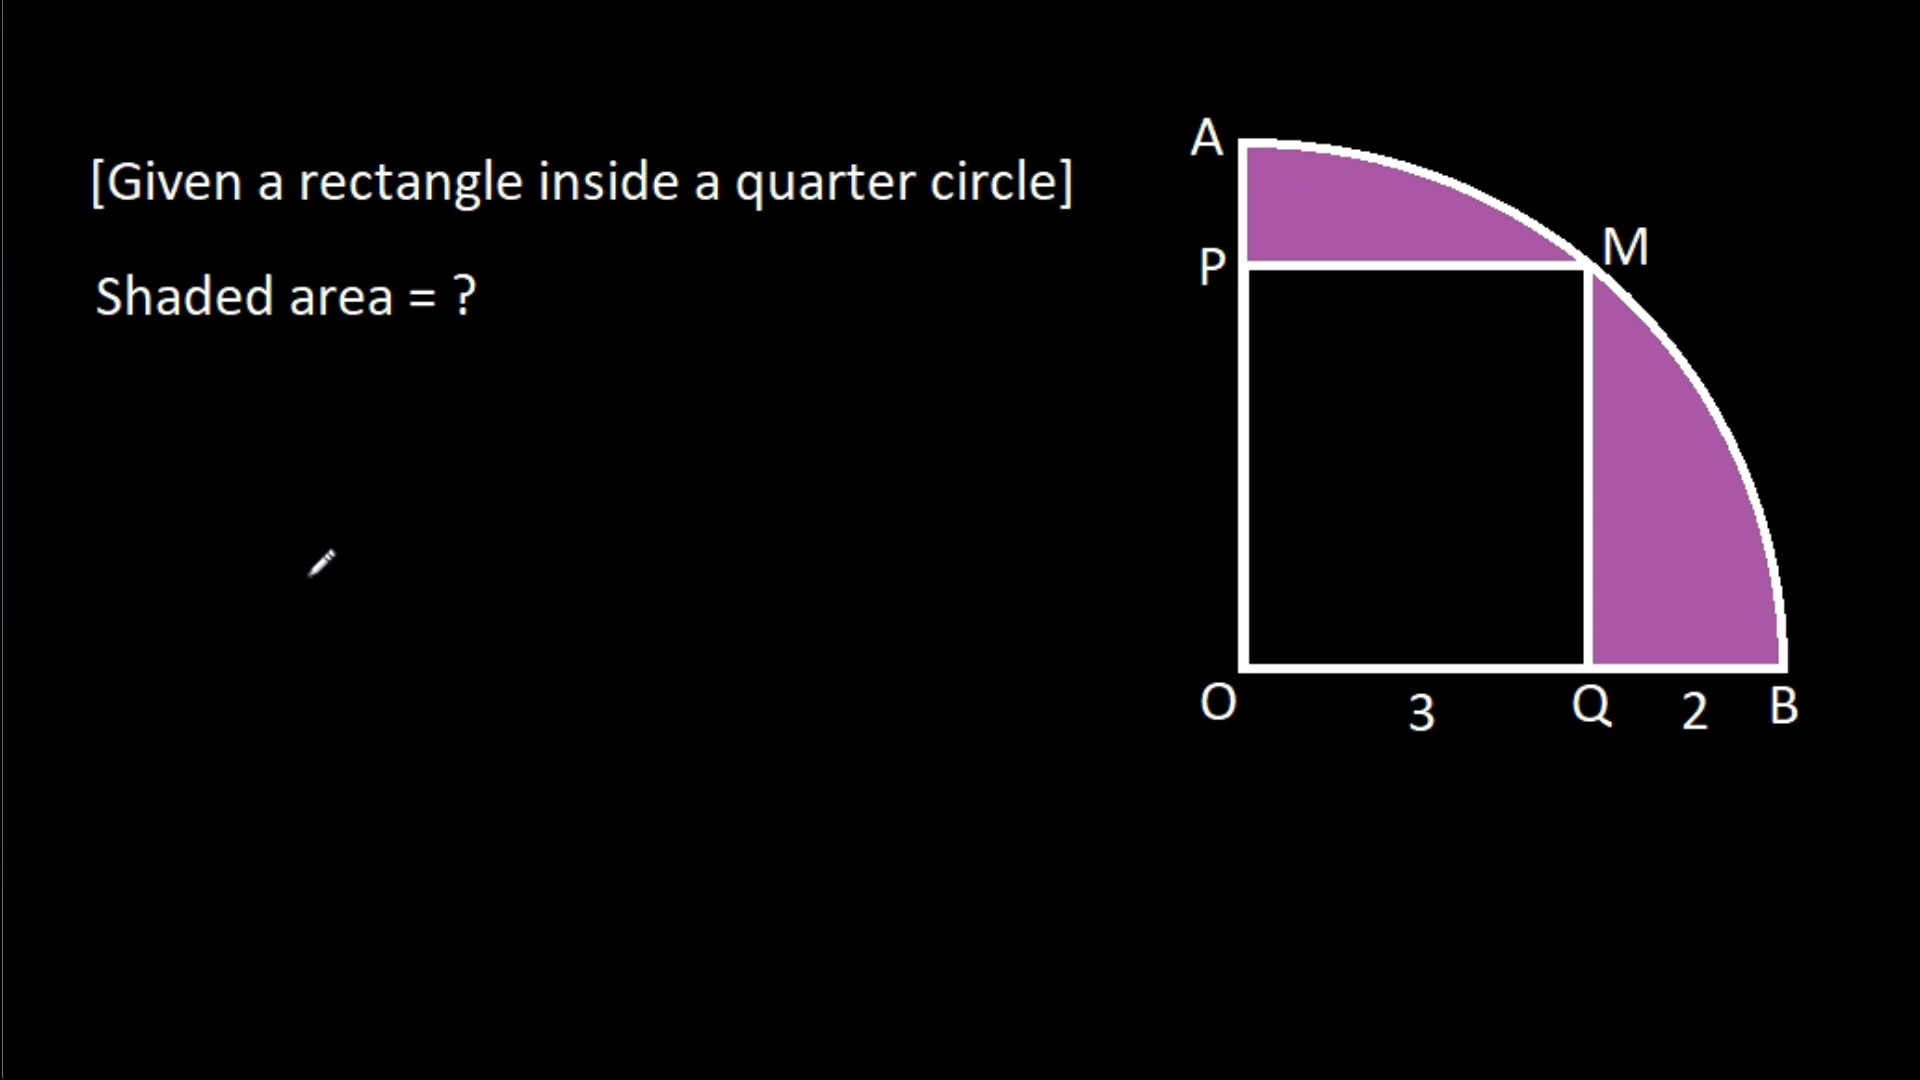 [Given a rectangle inside a quarter circle]
Shaded area = ?
A
M
P
O
3
Q
2
B